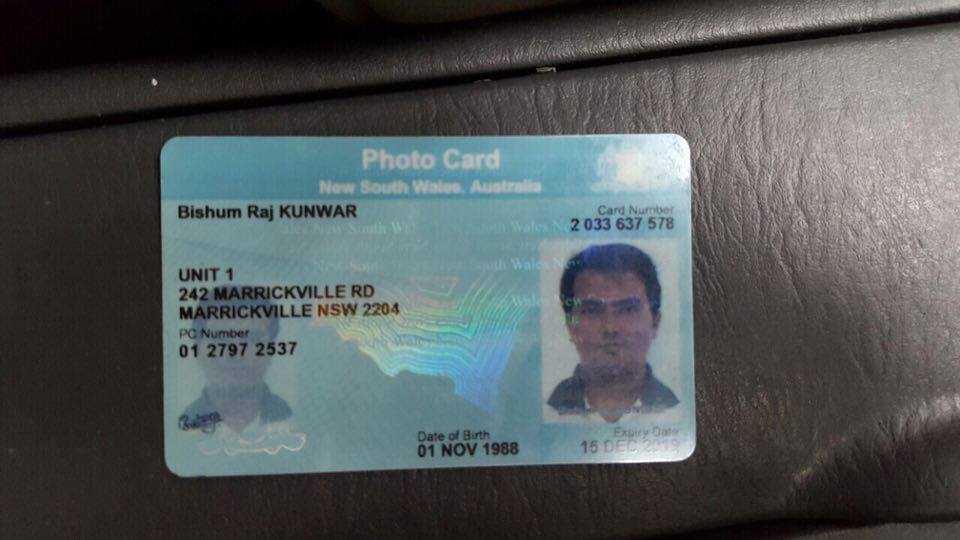 Photo Card
New South Wales, Australia
Bishum Raj KUNWAR
Card Number
2 033 637 578
UNIT 1
242 MARRICKVILLE RD
MARRICKVILLE NSW 2204
PC Number
01 2797 2537
Date of Birth
01 NOV 1988
Expiry Date
15 DEC